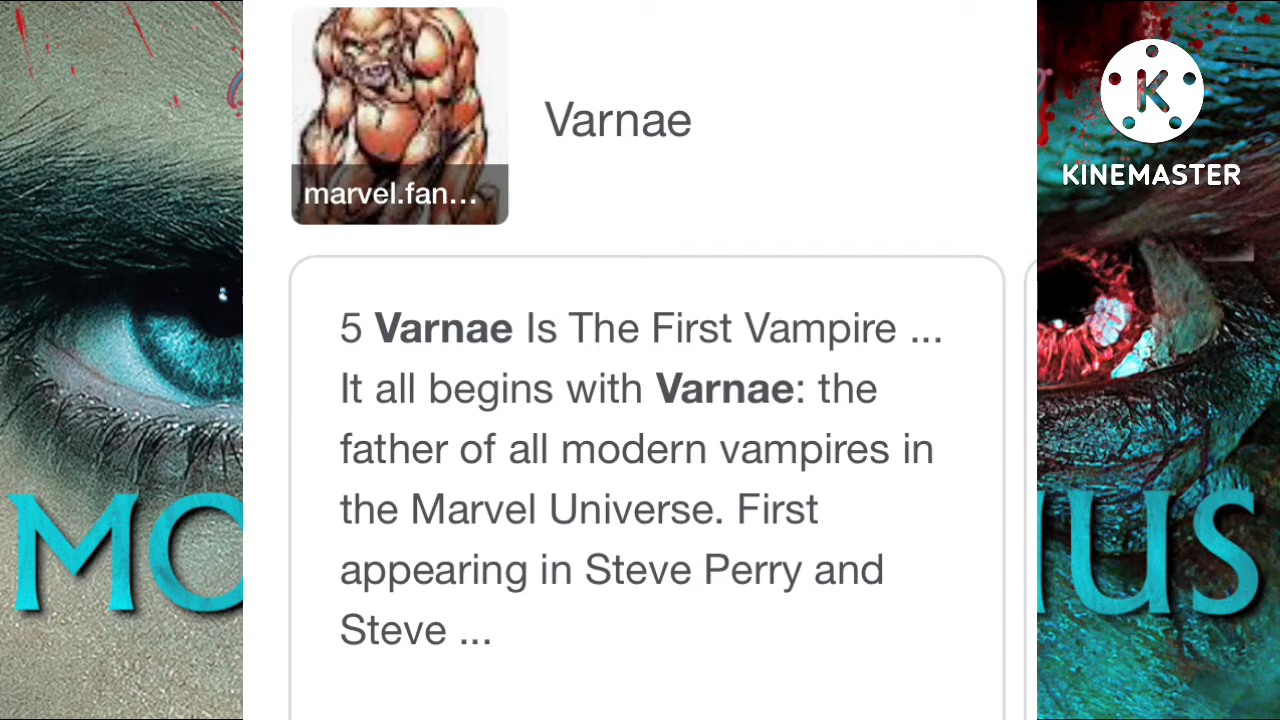 Varnae
marvel.fan...
5 Varnae Is The First Vampire ...
It all begins with Varnae: the
father of all modern vampires in
the Marvel Universe. First
appearing in Steve Perry and
Steve ...
K
KINEMASTER
MO
IUS